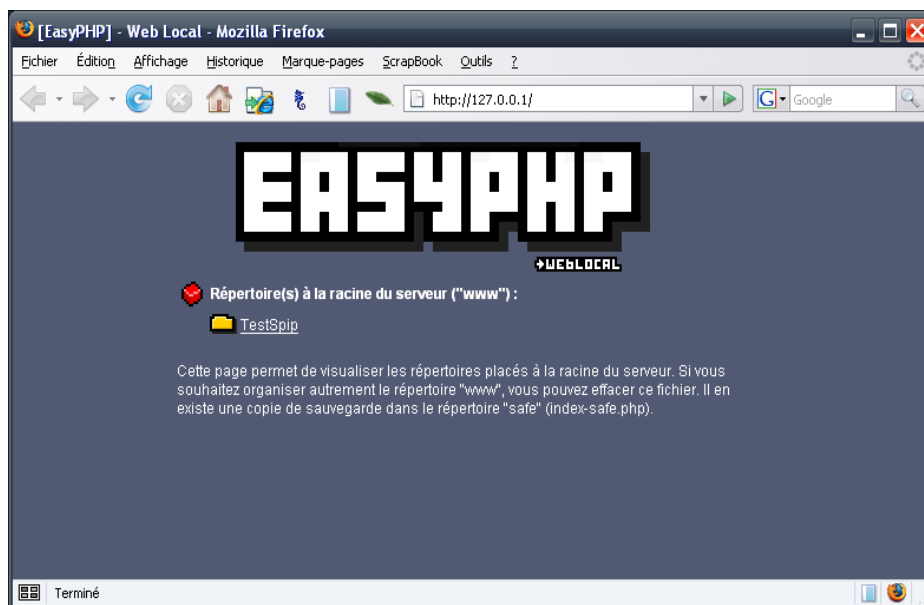 [EasyPHP] - Web Local - Mozilla Firefox
Fichier Édition Affichage Historique Marque-pages ScrapBook Outils ?
http://127.0.0.1/ G Google
EASYPHP
WEBLOCAL
Répertoire(s) à la racine du serveur ("www") :
TestSpip
Cette page permet de visualiser les répertoires placés à la racine du serveur. Si vous
souhaitez organiser autrement le répertoire "www", vous pouvez effacer ce fichier. Il en
existe une copie de sauvegarde dans le répertoire "safe" (index-safe.php).
Terminé